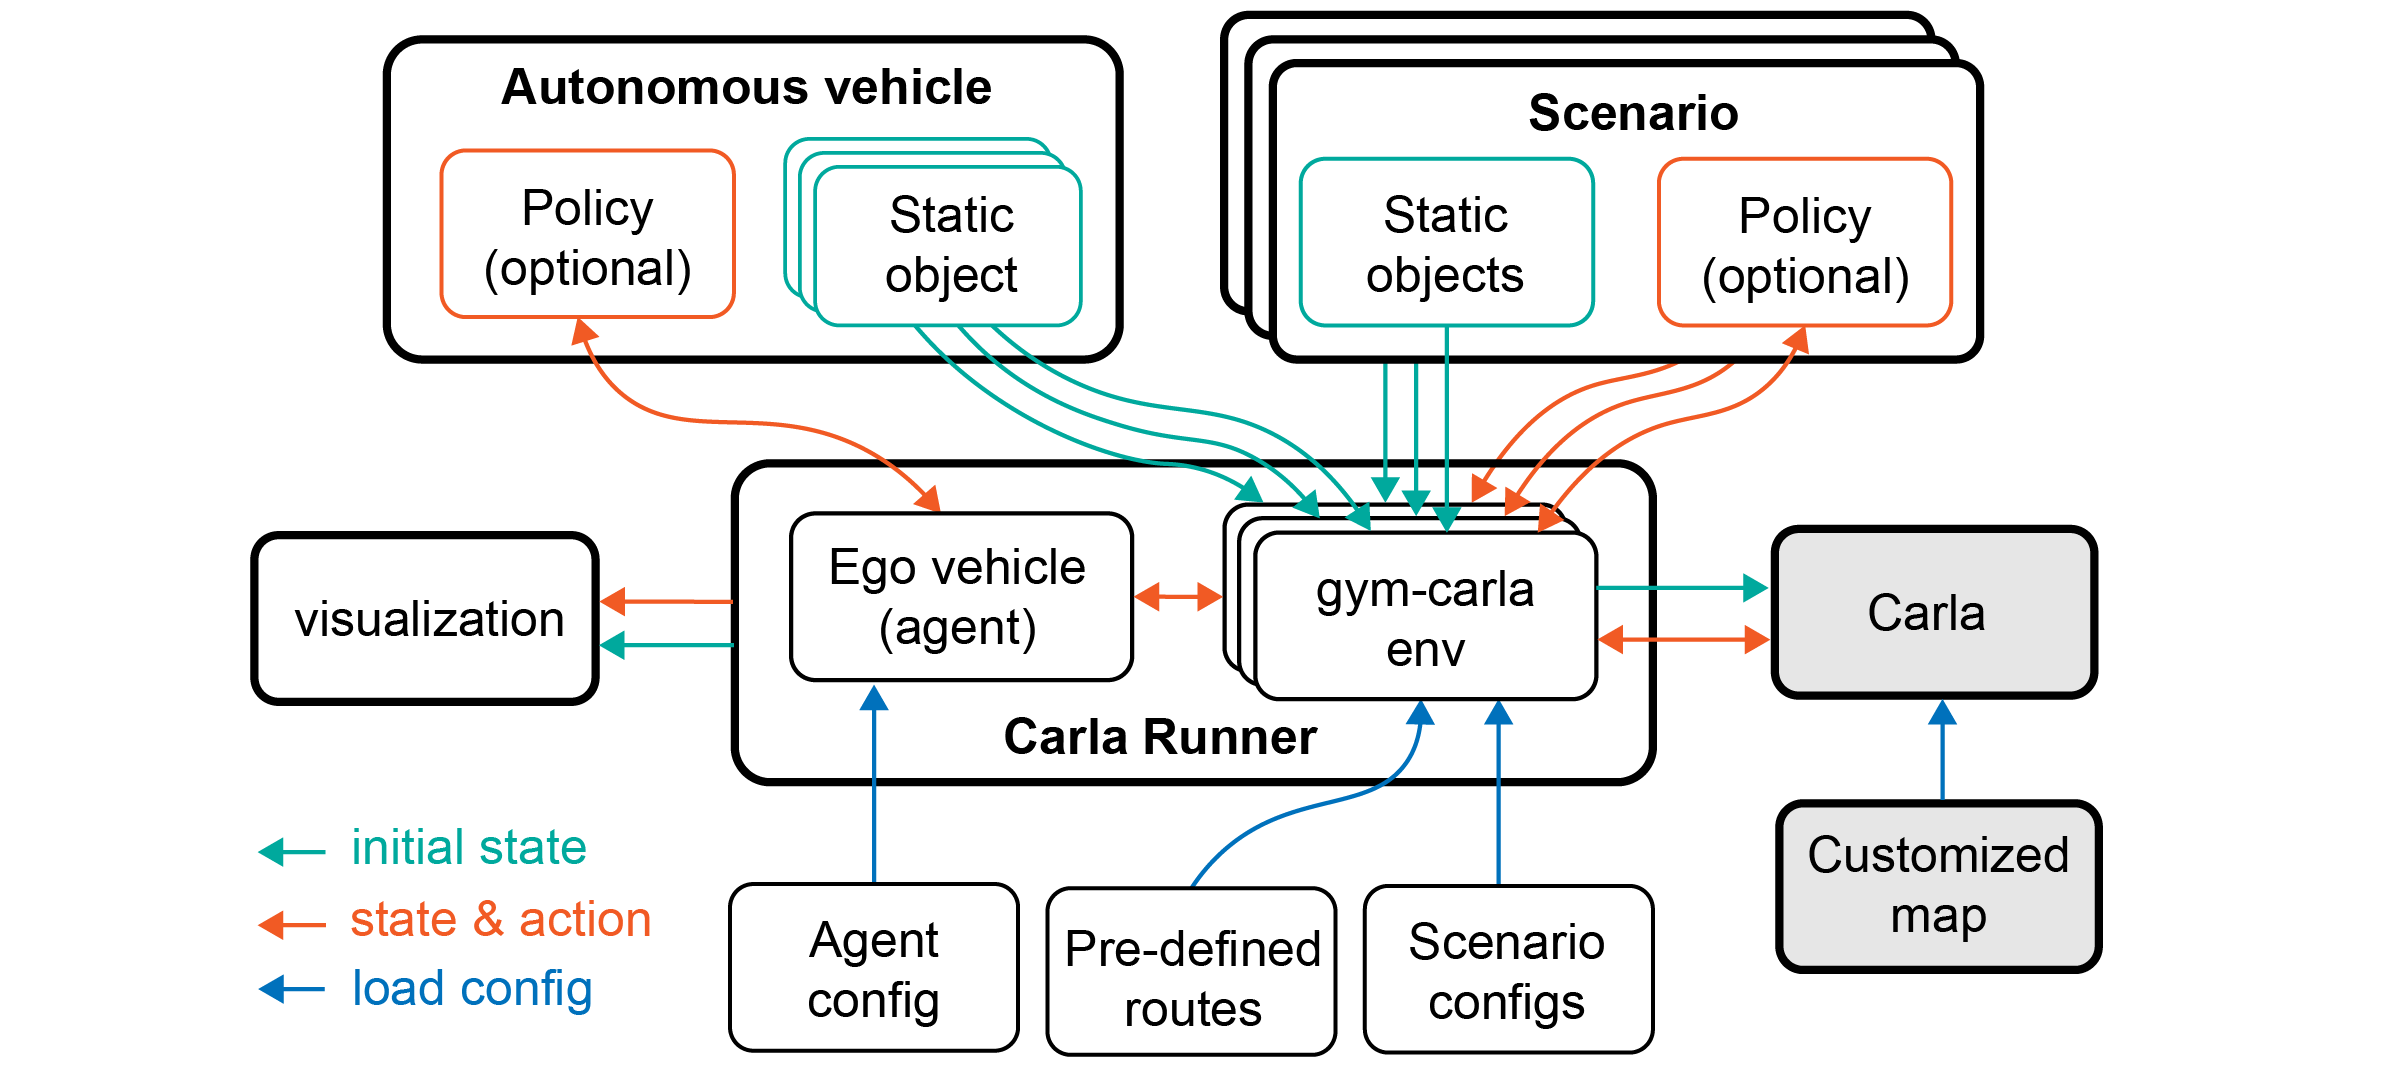 Autonomous vehicle
Policy
(optional)
Static
object
Scenario
Static
objects
Policy
(optional)
visualization
Ego vehicle
(agent)
gym-carla
env
Carla Runner
Carla
Customized
map
initial state
state & action
load config
Agent
config
Pre-defined
routes
Scenario
configs